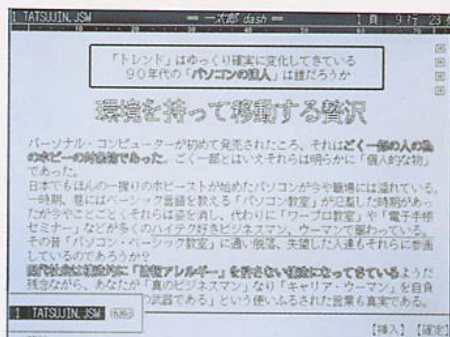 1 TATSUJIN.JSW 一太郎 dash 1頁 9行 23
「トレンド」はゆっくり確実に変化してきている
90年代の「パソコンの達人」は誰だろうか
環境を持って移動する贅沢
パーソナル・コンピューターが初めて発売されたころ、それはごく一部の人の為
のホビーの対象物であった。ごく一部とはいえそれらは明らかに「個人的な物」
であった。
日本でもほんの一握りのホビーストが始めたパソコンが今や職場には溢れている。
一時期、巷にはベーシック言語を教える「パソコン教室」が氾濫した時期があっ
たが今やことごとくそれらは姿を消し、代わりに「ワープロ教室」や「電子手帳
セミナー」などが多くのハイテク好きビジネスマン、ウーマンで賑わっている。
その昔「パソコン・ベーシック教室」に通い脱落、失望した人達もそれらに参画
しているのであろうか?
現代社会は構造的に「情報アレルギー」を許さない構造になってきているようだ
残念ながら、あなたが「真のビジネスマン」なり「キャリア・ウーマン」を自負
の武器である」という使いふるされた言葉も真実である。
1 TATSUJIN.JSW
【挿入】【確定】